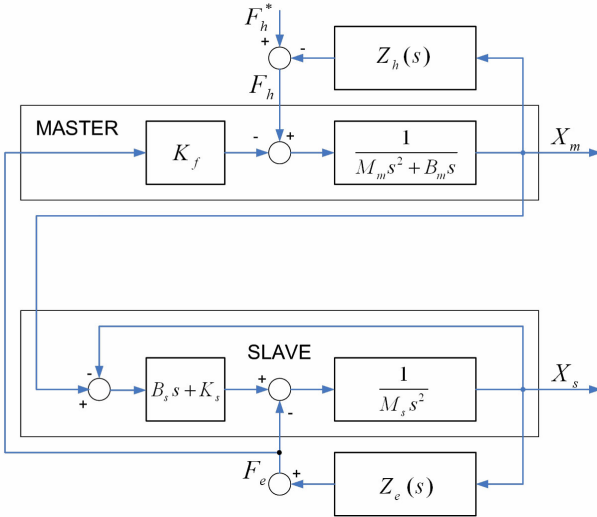 F_h^*
+
-
Z_h(s)
F_h
MASTER
K_f
-
+
1
M_m s^2 + B_m s
X_m
SLAVE
-
+
B_s s + K_s
+
-
1
M_s s^2
X_s
F_e
+
Z_e(s)